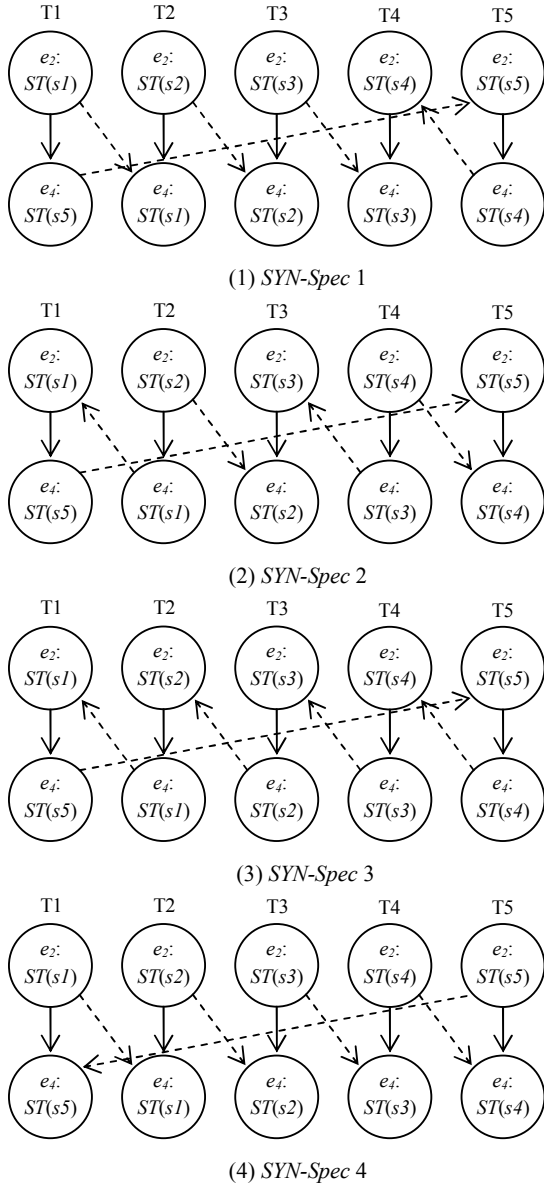 T1 T2 T3 T4 T5
e₂: e₂: e₂: e₂: e₂:
ST(s1) ST(s2) ST(s3) ST(s4) ST(s5)
e₄: e₄: e₄: e₄: e₄:
ST(s5) ST(s1) ST(s2) ST(s3) ST(s4)
(1) SYN-Spec 1
T1 T2 T3 T4 T5
e₂: e₂: e₂: e₂: e₂:
ST(s1) ST(s2) ST(s3) ST(s4) ST(s5)
e₄: e₄: e₄: e₄: e₄:
ST(s5) ST(s1) ST(s2) ST(s3) ST(s4)
(2) SYN-Spec 2
T1 T2 T3 T4 T5
e₂: e₂: e₂: e₂: e₂:
ST(s1) ST(s2) ST(s3) ST(s4) ST(s5)
e₄: e₄: e₄: e₄: e₄:
ST(s5) ST(s1) ST(s2) ST(s3) ST(s4)
(3) SYN-Spec 3
T1 T2 T3 T4 T5
e₂: e₂: e₂: e₂: e₂:
ST(s1) ST(s2) ST(s3) ST(s4) ST(s5)
e₄: e₄: e₄: e₄: e₄:
ST(s5) ST(s1) ST(s2) ST(s3) ST(s4)
(4) SYN-Spec 4